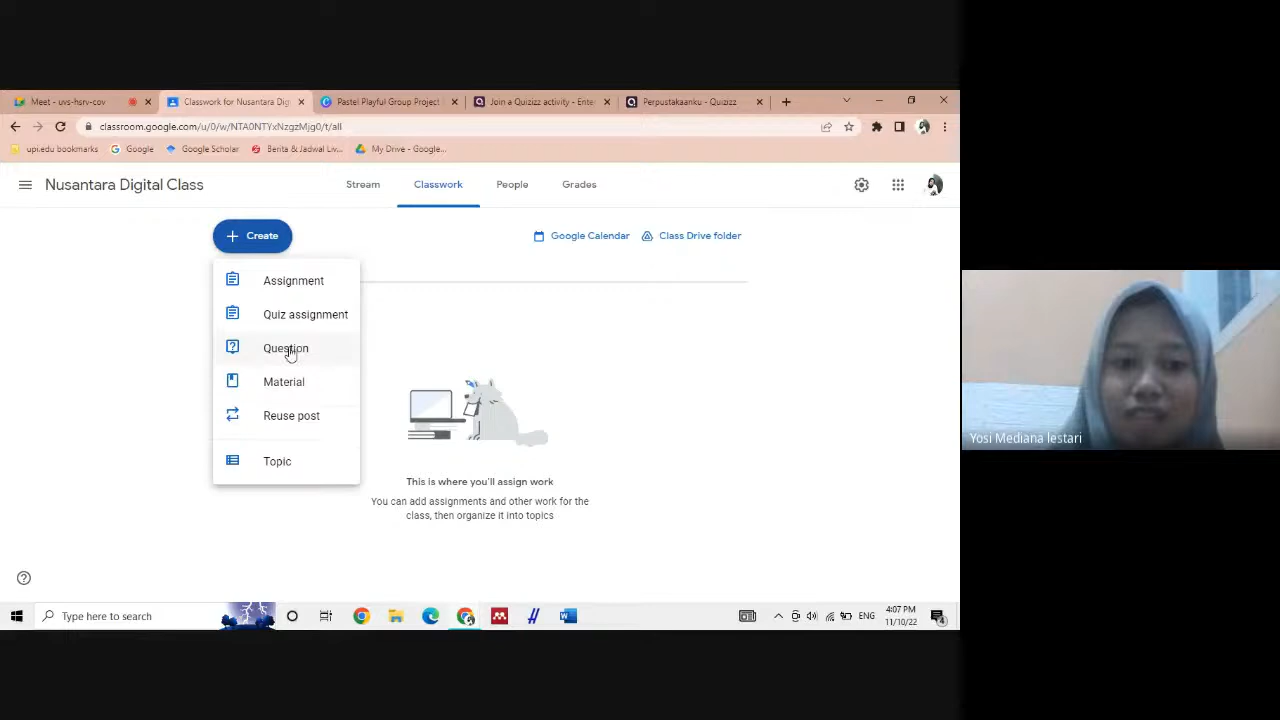 Meet - uvs-hsrv-cov
Classwork for Nusantara Dig
Pastel Playful Group Project
Join a Quizizz activity - Ente
Perpustakaanku - Quizizz
classroom.google.com/u/0/w/NTA0NTYxNzgzMjg0/t/all
upi.edu bookmarks
Google
Google Scholar
Berita & Jadwal Liv...
My Drive - Google...
Nusantara Digital Class
Stream
Classwork
People
Grades
Create
Google Calendar
Class Drive folder
Assignment
Quiz assignment
Question
Material
Reuse post
Topic
This is where you'll assign work
You can add assignments and other work for the
class, then organize it into topics
Yosi Mediana lestari
Type here to search
ENG
4:07 PM
11/10/22
4